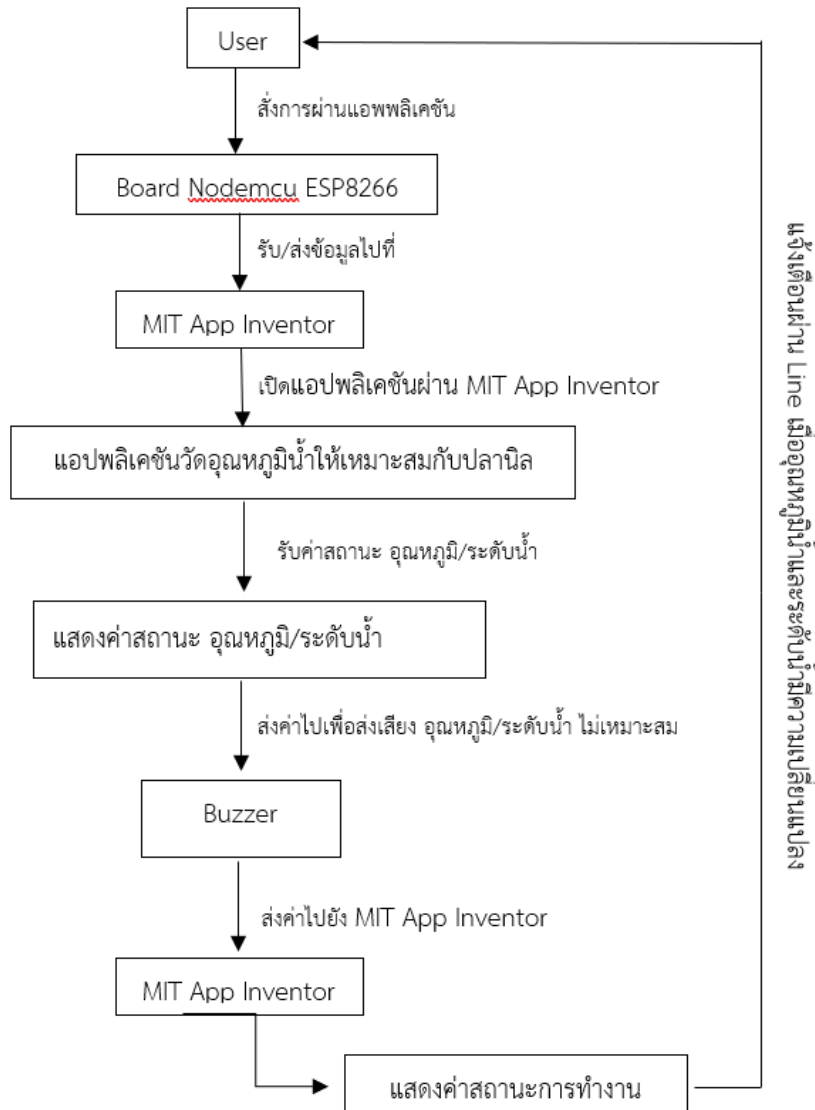 User
สั่งการผ่านแอพพลิเคชัน
Board Nodemcu ESP8266
รับ/ส่งข้อมูลไปที่
MIT App Inventor
เปิดแอปพลิเคชันผ่าน MIT App Inventor
แอปพลิเคชันวัดอุณหภูมิน้ำให้เหมาะสมกับปลานิล
รับค่าสถานะ อุณหภูมิ/ระดับน้ำ
แสดงค่าสถานะ อุณหภูมิ/ระดับน้ำ
ส่งค่าไปเพื่อส่งเสียง อุณหภูมิ/ระดับน้ำ ไม่เหมาะสม
Buzzer
ส่งค่าไปยัง MIT App Inventor
MIT App Inventor
แสดงค่าสถานะการทำงาน
แจ้งเตือนผ่าน Line เมื่ออุณหภูมิน้ำและระดับน้ำมีความเปลี่ยนแปลง